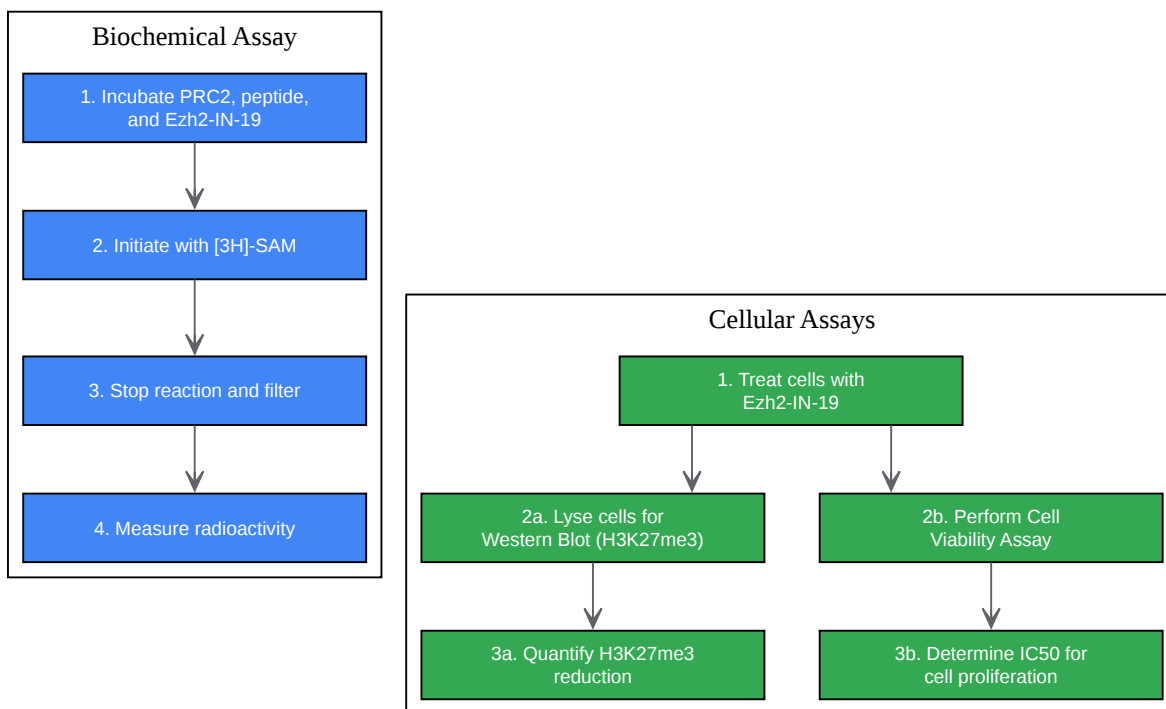 Biochemical Assay
1. Incubate PRC2, peptide,
and Ezh2-IN-19
2. Initiate with [3H]-SAM
3. Stop reaction and filter
4. Measure radioactivity
Cellular Assays
1. Treat cells with
Ezh2-IN-19
2a. Lyse cells for
Western Blot (H3K27me3)
2b. Perform Cell
Viability Assay
3a. Quantify H3K27me3
reduction
3b. Determine IC50 for
cell proliferation